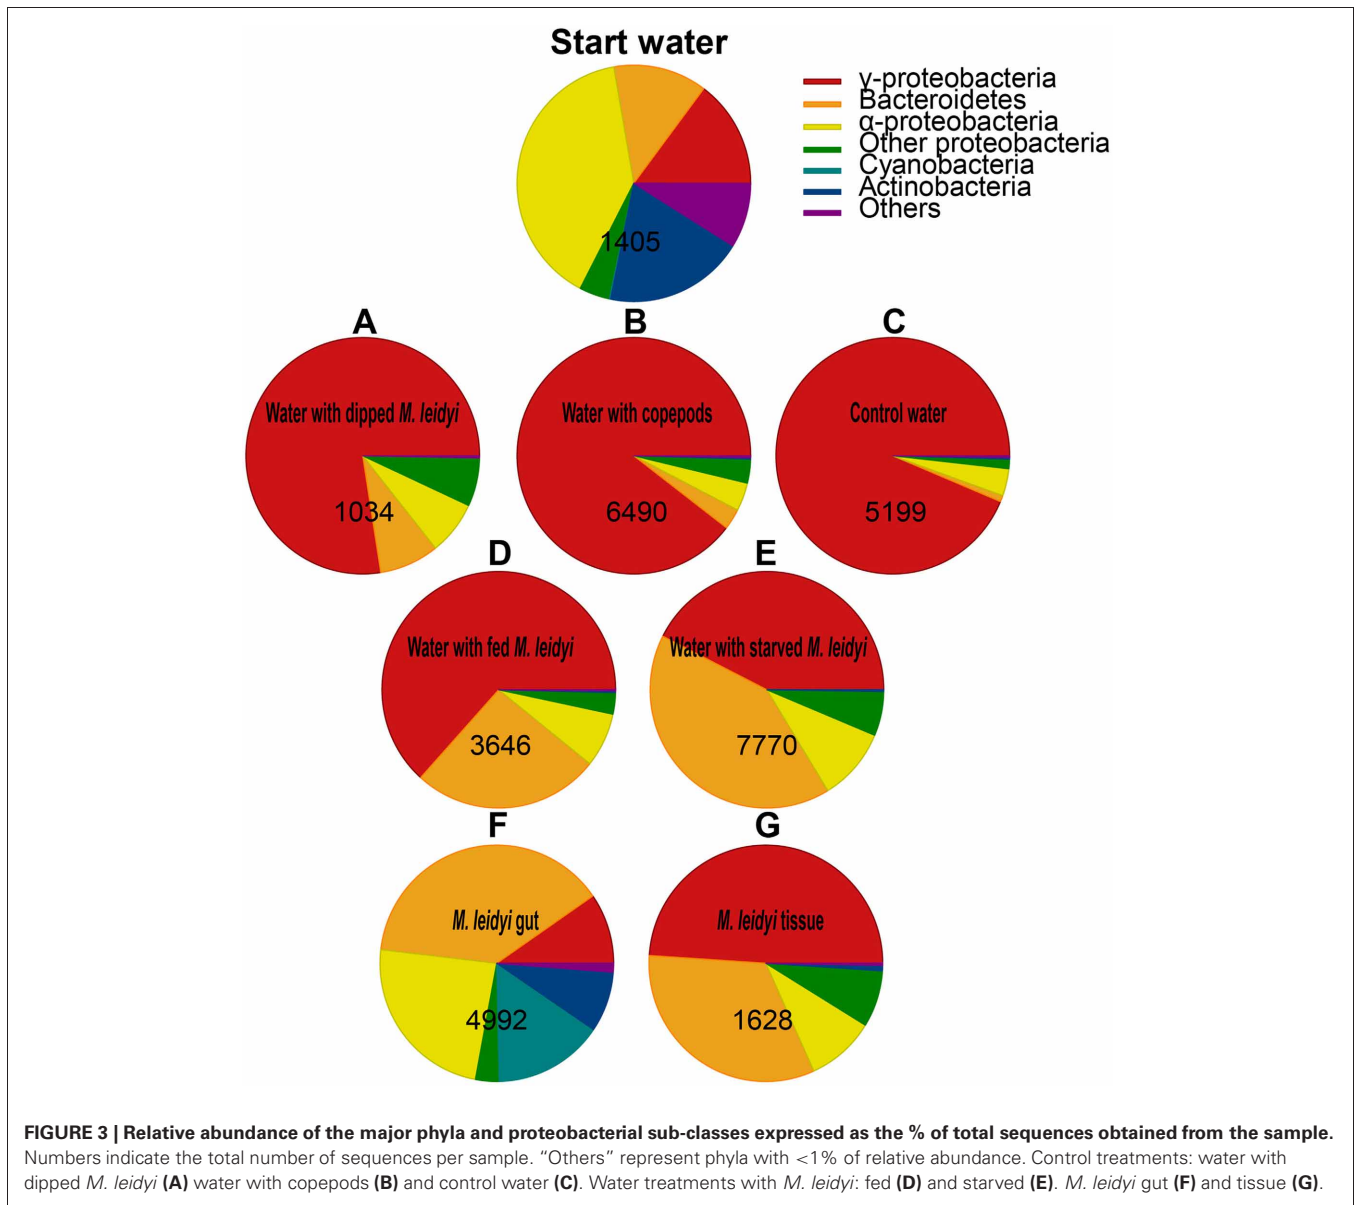 Start water
γ-proteobacteria
Bacteroidetes
α-proteobacteria
Other proteobacteria
Cyanobacteria
Actinobacteria
Others
1405
A
B
C
Water with dipped M. leidyi
Water with copepods
Control water
1034
6490
5199
D
E
Water with fed M. leidyi
Water with starved M. leidyi
3646
7770
F
G
M. leidyi gut
M. leidyi tissue
4992
1628
FIGURE 3 | Relative abundance of the major phyla and proteobacterial sub-classes expressed as the % of total sequences obtained from the sample.
Numbers indicate the total number of sequences per sample. “Others” represent phyla with <1% of relative abundance. Control treatments: water with
dipped M. leidyi (A) water with copepods (B) and control water (C). Water treatments with M. leidyi: fed (D) and starved (E). M. leidyi gut (F) and tissue (G).